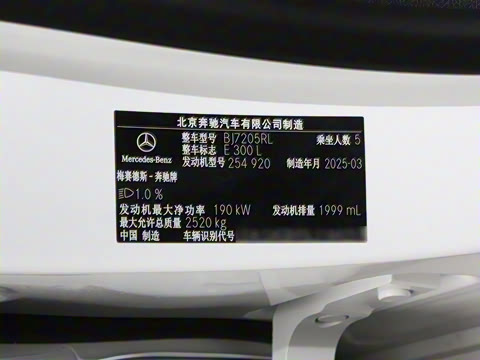 北京奔驰汽车有限公司制造
整车型号 BJ7205RL 乘坐人数 5
整车标志 E 300 L
Mercedes-Benz 发动机型号 254 920 制造年月 2025-03
梅赛德斯-奔驰牌
1.0 %
发动机最大净功率 190 kW 发动机排量 1999 mL
最大允许总质量 2520 kg
中国 制造 车辆识别代号